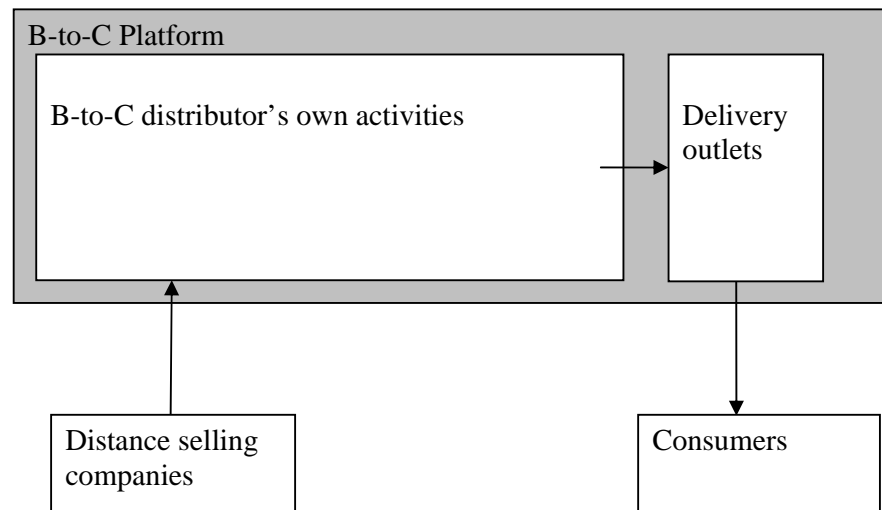 B-to-C Platform
B-to-C distributor’s own activities
Delivery
outlets
Distance selling
companies
Consumers